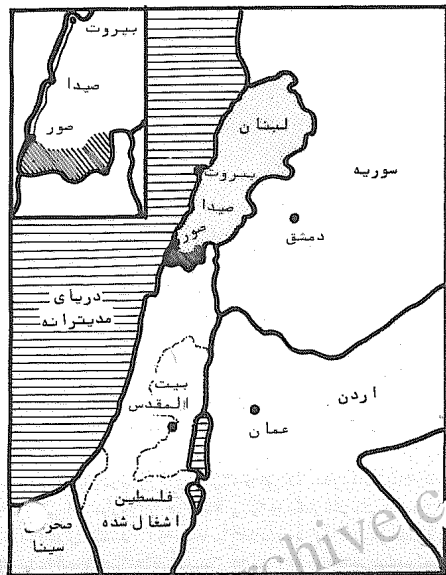 بیروت
صیدا
صور
لبنان
بیروت
صیدا
صور
سوریه
دمشق
دریای
مدیترانه
بیت
المقدس
اردن
عمان
فلسطین
اشغال شده
صحرای
سینا
archive c